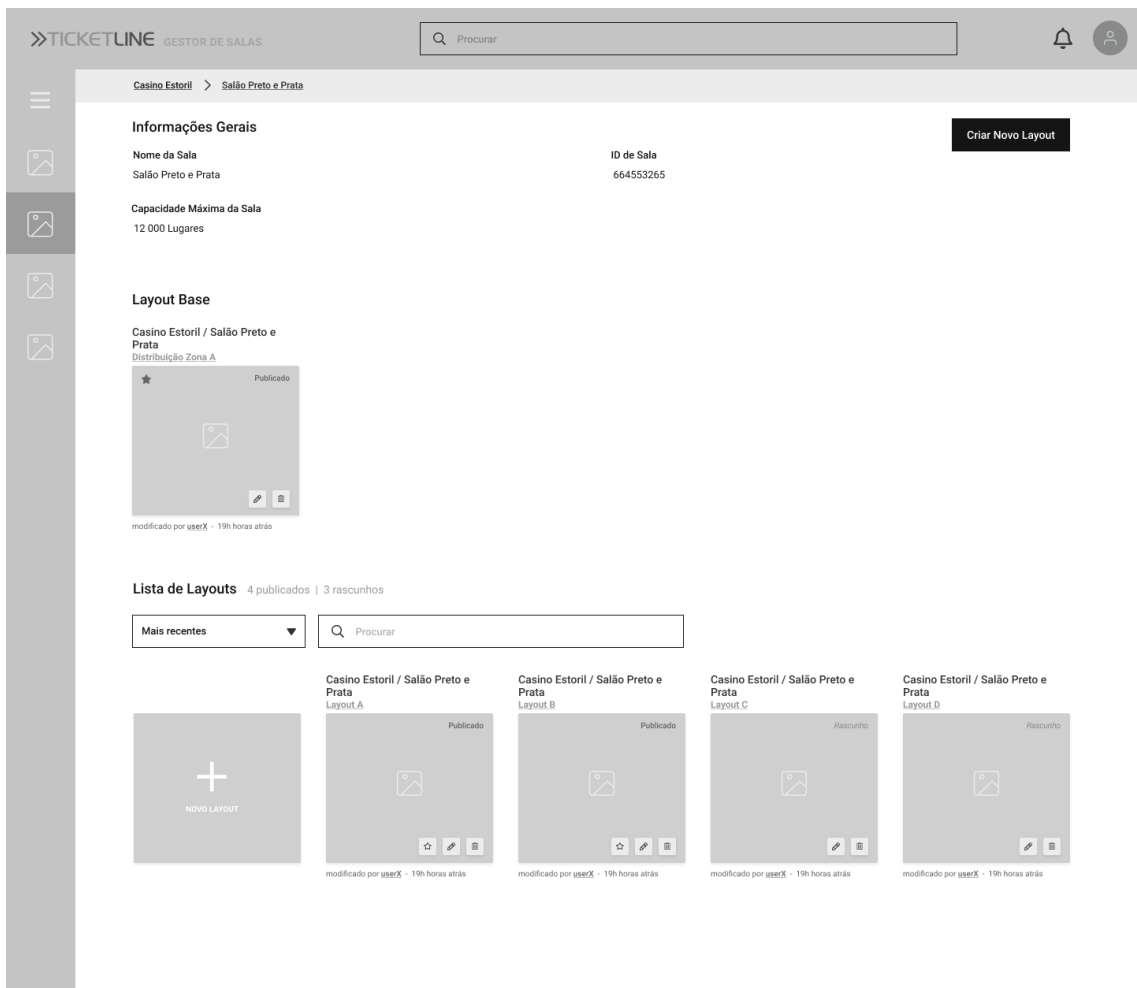 TICKETLINE GESTOR DE SALAS
Procurar
Casino Estoril > Salão Preto e Prata
Informações Gerais
Criar Novo Layout
Nome da Sala
ID de Sala
Salão Preto e Prata
664553265
Capacidade Máxima da Sala
12 000 Lugares
Layout Base
Casino Estoril / Salão Preto e
Prata
Distribuição Zona A
Publicado
modificado por userX - 19h horas atrás
Lista de Layouts 4 publicados | 3 rascunhos
Mais recentes
Procurar
NOVO LAYOUT
Casino Estoril / Salão Preto e
Prata
Layout A
Publicado
modificado por userX - 19h horas atrás
Casino Estoril / Salão Preto e
Prata
Layout B
Publicado
modificado por userX - 19h horas atrás
Casino Estoril / Salão Preto e
Prata
Layout C
Rascunho
modificado por userX - 19h horas atrás
Casino Estoril / Salão Preto e
Prata
Layout D
Rascunho
modificado por userX - 19h horas atrás